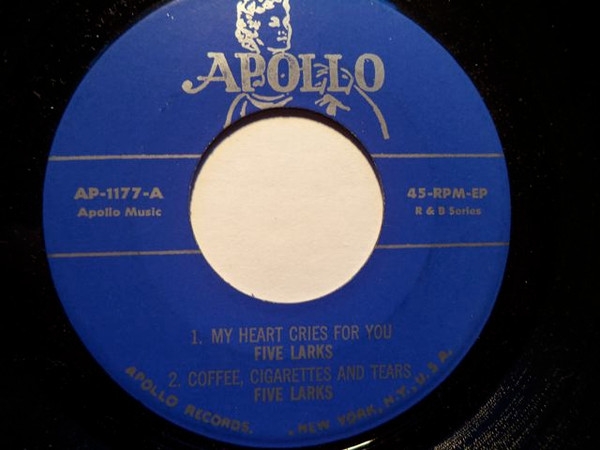 APOLLO
AP-1177-A
Apollo Music
45-RPM-EP
R & B Series
1. MY HEART CRIES FOR YOU
FIVE LARKS
2. COFFEE, CIGARETTES AND TEARS
FIVE LARKS
APOLLO RECORDS, NEW YORK, N.Y., U.S.A.